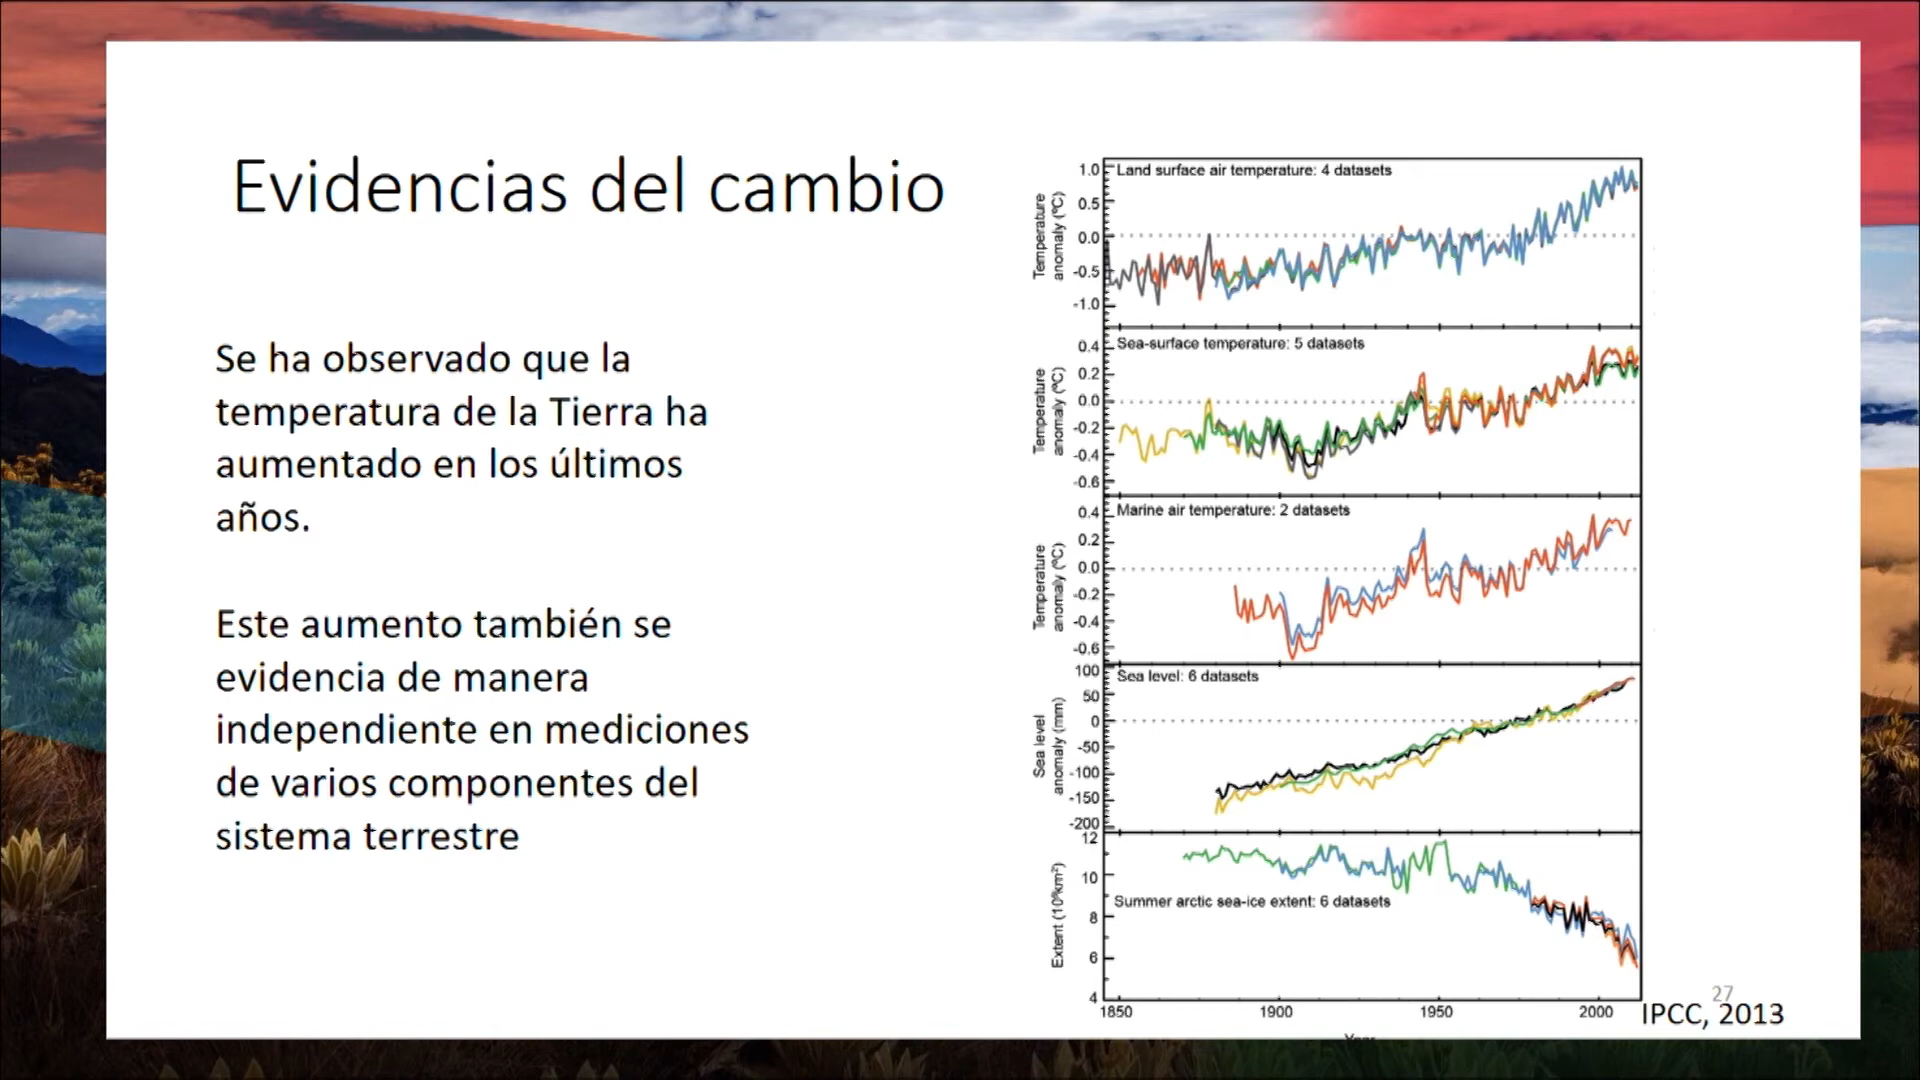 Evidencias del cambio
Se ha observado que la
temperatura de la Tierra ha
aumentado en los últimos
años.
Este aumento también se
evidencia de manera
independiente en mediciones
de varios componentes del
sistema terrestre
Land surface air temperature: 4 datasets
Temperature
anomaly (ºC)
1.0
0.5
0.0
-0.5
-1.0
Sea-surface temperature: 5 datasets
Temperature
anomaly (ºC)
0.4
0.2
0.0
-0.2
-0.4
-0.6
Marine air temperature: 2 datasets
Temperature
anomaly (ºC)
0.4
0.2
0.0
-0.2
-0.4
-0.6
Sea level: 6 datasets
Sea level
anomaly (mm)
100
50
0
-50
-100
-150
-200
Summer arctic sea-ice extent: 6 datasets
Extent (10⁶km²)
12
10
8
6
4
1850 1900 1950 2000
27
IPCC, 2013